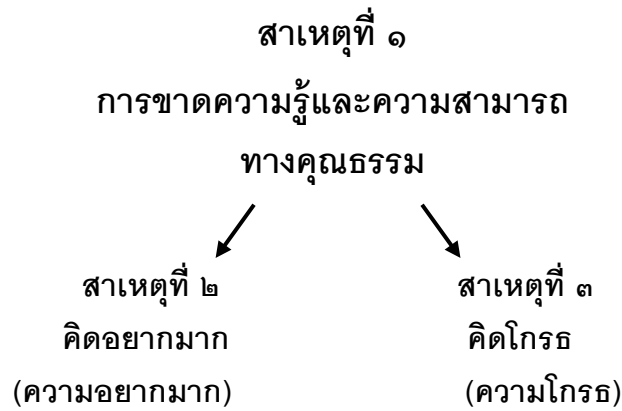 สาเหตุที่ ๑
การขาดความรู้และความสามารถ
ทางคุณธรรม
สาเหตุที่ ๒
คิดอยากมาก
(ความอยากมาก)
สาเหตุที่ ๓
คิดโกรธ
(ความโกรธ)